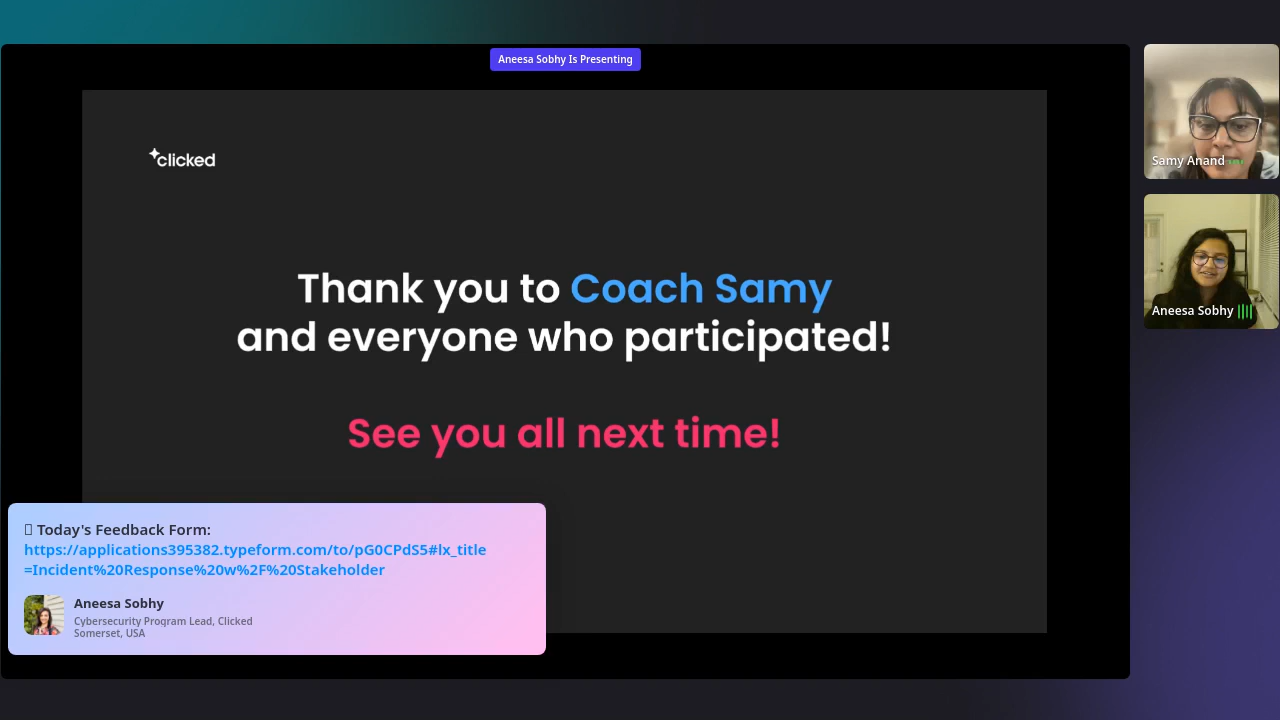 Aneesa Sobhy Is Presenting
clicked
Thank you to Coach Samy
and everyone who participated!
See you all next time!
Samy Anand
Aneesa Sobhy
Today's Feedback Form:
https://applications395382.typeform.com/to/pG0CPdS5#lx_title
=Incident%20Response%20w%2F%20Stakeholder
Aneesa Sobhy
Cybersecurity Program Lead, Clicked
Somerset, USA